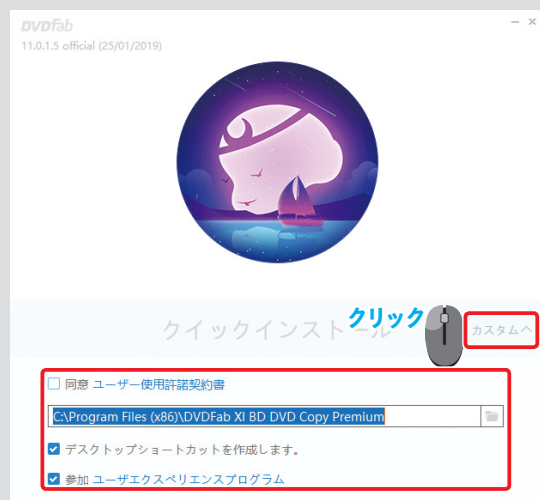 DVDfab
11.0.1.5 official (25/01/2019)
クイックインストール
クリック
カスタムへ
同意 ユーザー使用許諾契約書
C:\Program Files (x86)\DVDFab XI BD DVD Copy Premium
デスクトップショートカットを作成します。
参加 ユーザエクスペリエンスプログラム